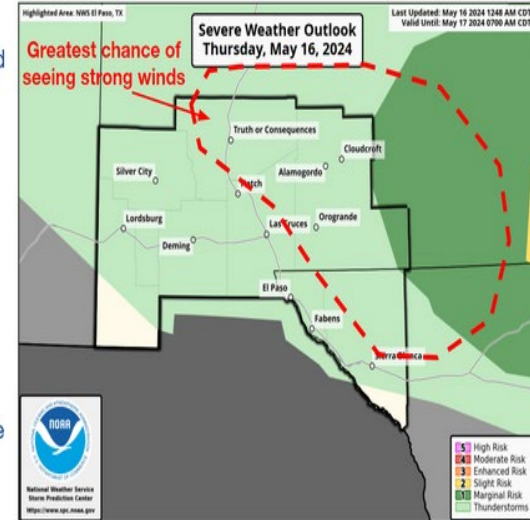 Highlighted Area: NWS El Paso, TX
Last Updated: May 16 2024 1248 AM CDT
Valid Until: May 17 2024 0700 AM CDT
Severe Weather Outlook
Thursday, May 16, 2024
Greatest chance of
seeing strong winds
Truth or Consequences
Cloudcroft
Silver City
Alamogordo
Hatch
Lordsburg
Orogrande
Las Cruces
Deming
El Paso
Fabens
Sierra Blanca
NOAA
National Weather Service
Storm Prediction Center
https://www.spc.noaa.gov
5 High Risk
4 Moderate Risk
3 Enhanced Risk
2 Slight Risk
1 Marginal Risk
Thunderstorms